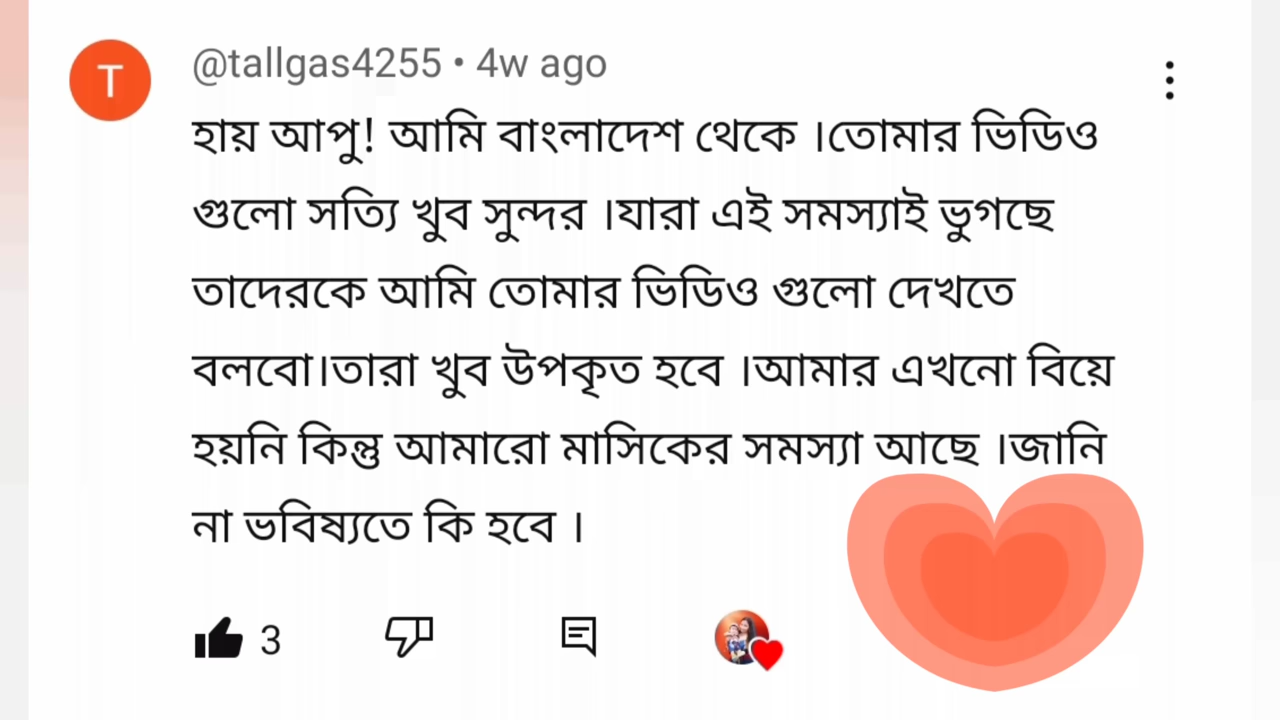 T
@tallgas4255 • 4w ago
হায় আপু! আমি বাংলাদেশ থেকে ।তোমার ভিডিও
গুলো সত্যি খুব সুন্দর ।যারা এই সমস্যাই ভুগছে
তাদেরকে আমি তোমার ভিডিও গুলো দেখতে
বলবো।তারা খুব উপকৃত হবে ।আমার এখনো বিয়ে
হয়নি কিন্তু আমারো মাসিকের সমস্যা আছে ।জানি
না ভবিষ্যতে কি হবে ।
3